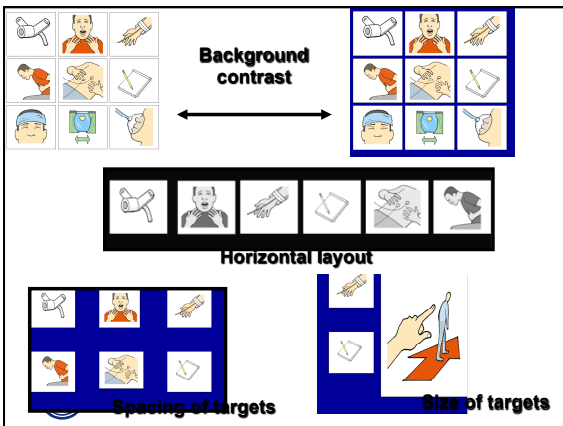 Background
contrast
Horizontal layout
Spacing of targets
Size of targets